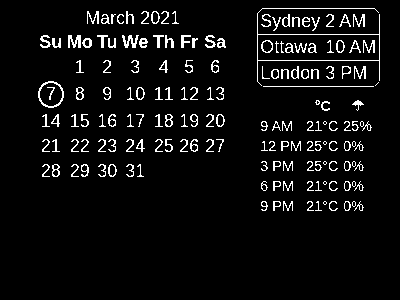 March 2021
Su Mo Tu We Th Fr Sa
1 2 3 4 5 6
7 8 9 10 11 12 13
14 15 16 17 18 19 20
21 22 23 24 25 26 27
28 29 30 31
Sydney 2 AM
Ottawa 10 AM
London 3 PM
°C ☂
9 AM 21°C 25%
12 PM 25°C 0%
3 PM 25°C 0%
6 PM 21°C 0%
9 PM 21°C 0%